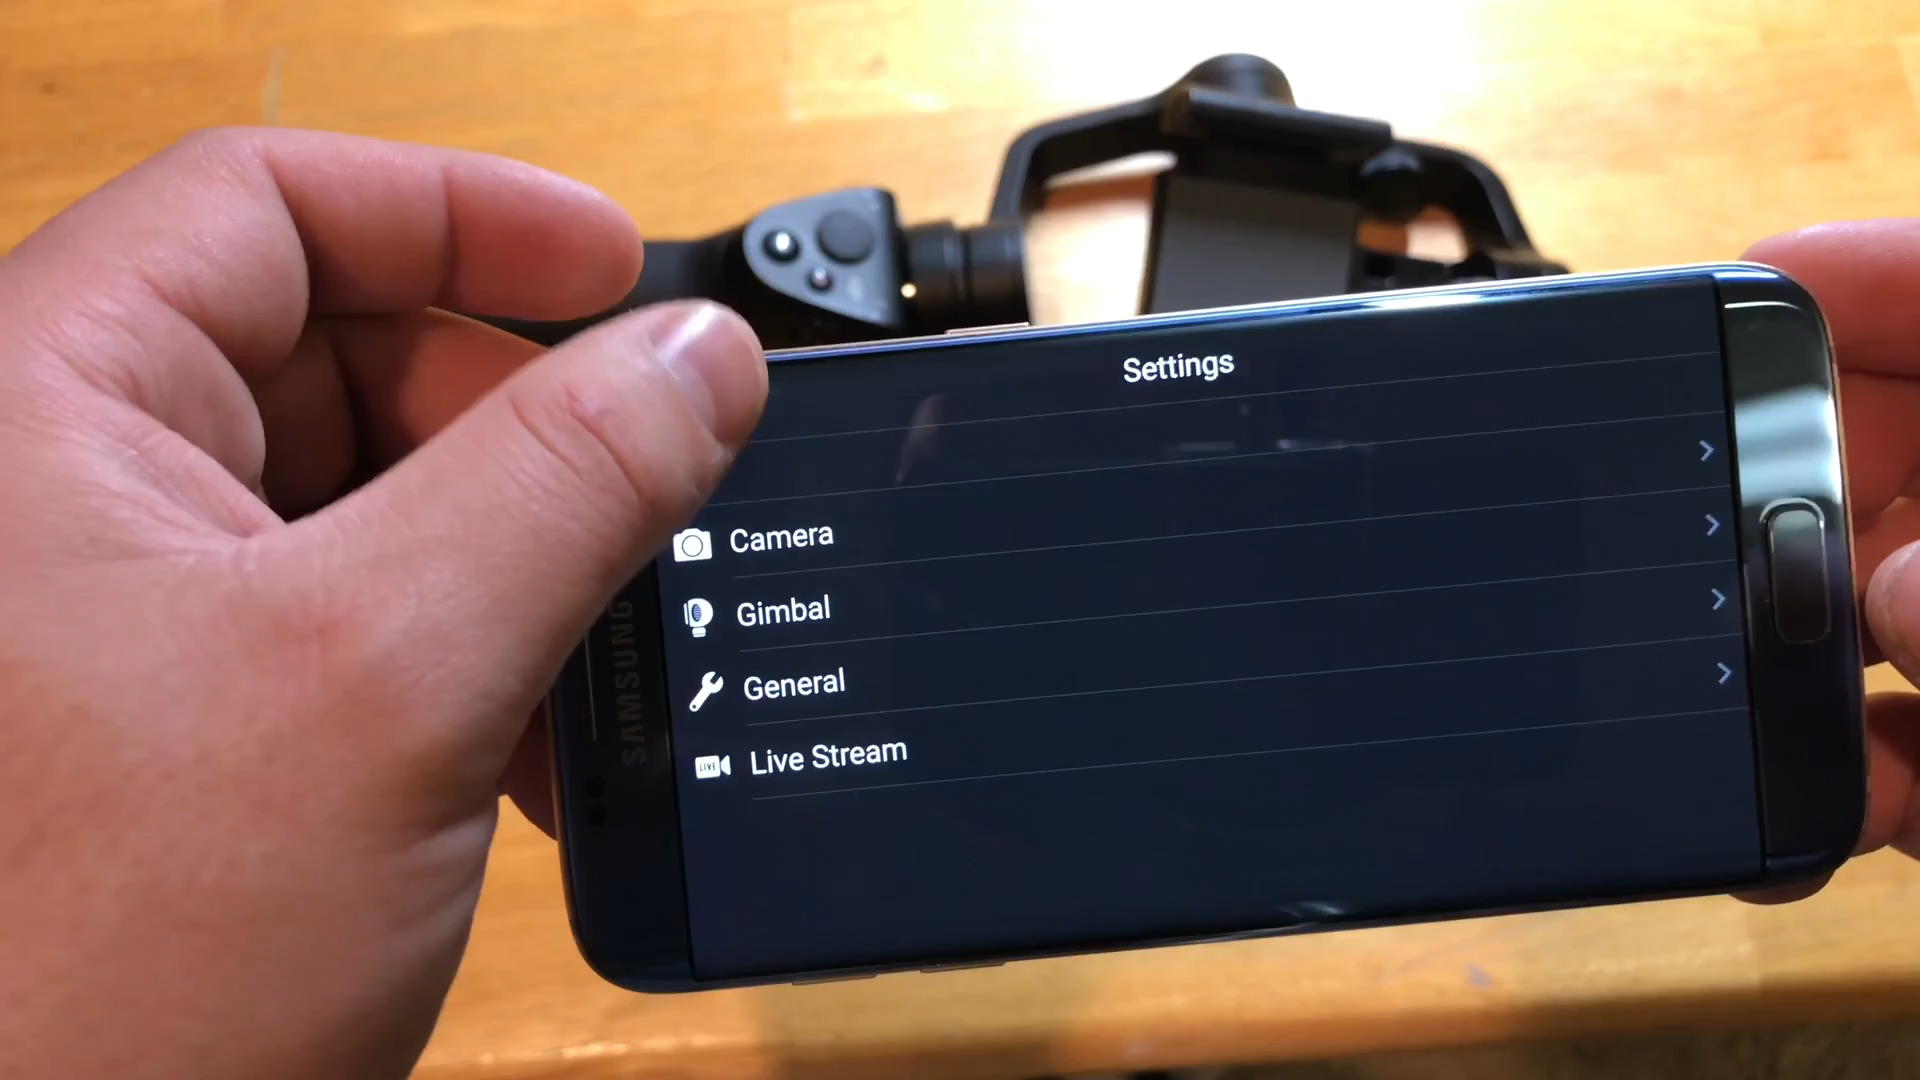 Settings
Camera
Gimbal
General
LIVE
Live Stream
SAMSUNG